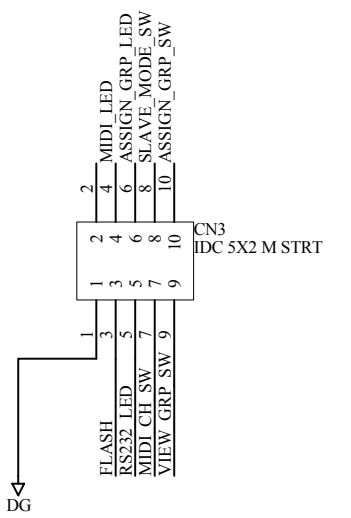 MIDI_LED
ASSIGN_GRP_LED
SLAVE_MODE_SW
ASSIGN_GRP_SW
2
4
6
8
10
2
4
6
8
10
CN3
IDC 5X2 M STRT
1
3
5
7
9
1
3
5
7
9
FLASH
RS232_LED
MIDI_CH_SW
VIEW_GRP_SW
DG